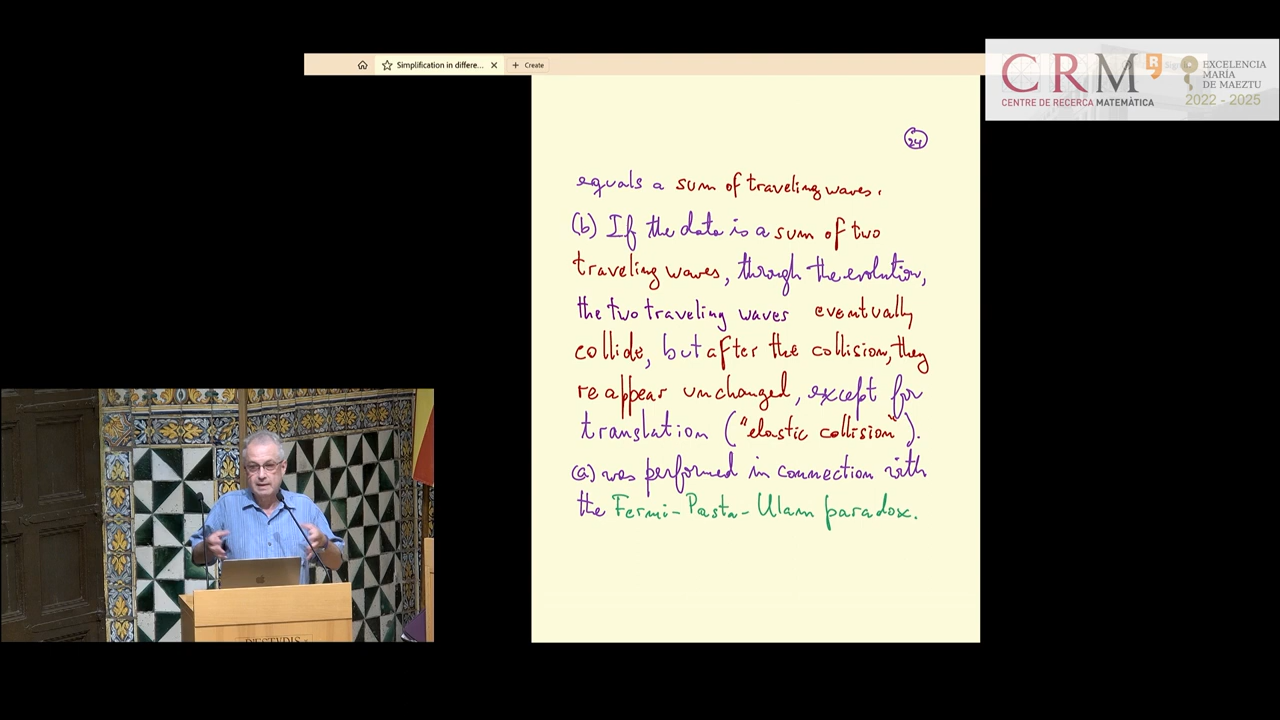 Simplification in differe...
Create
CRM
CENTRE DE RECERCA MATEMÀTICA
EXCELENCIA
MARÍA
DE MAEZTU
2022 - 2025
24
equals a sum of traveling waves.
(b) If the data is a sum of two
traveling waves, through the evolution,
the two traveling waves eventually
collide, but after the collision, they
reappear unchanged, except for
translation ("elastic collision").
(a) was performed in connection with
the Fermi-Pasta-Ulam paradox.
D'ESTVDIS